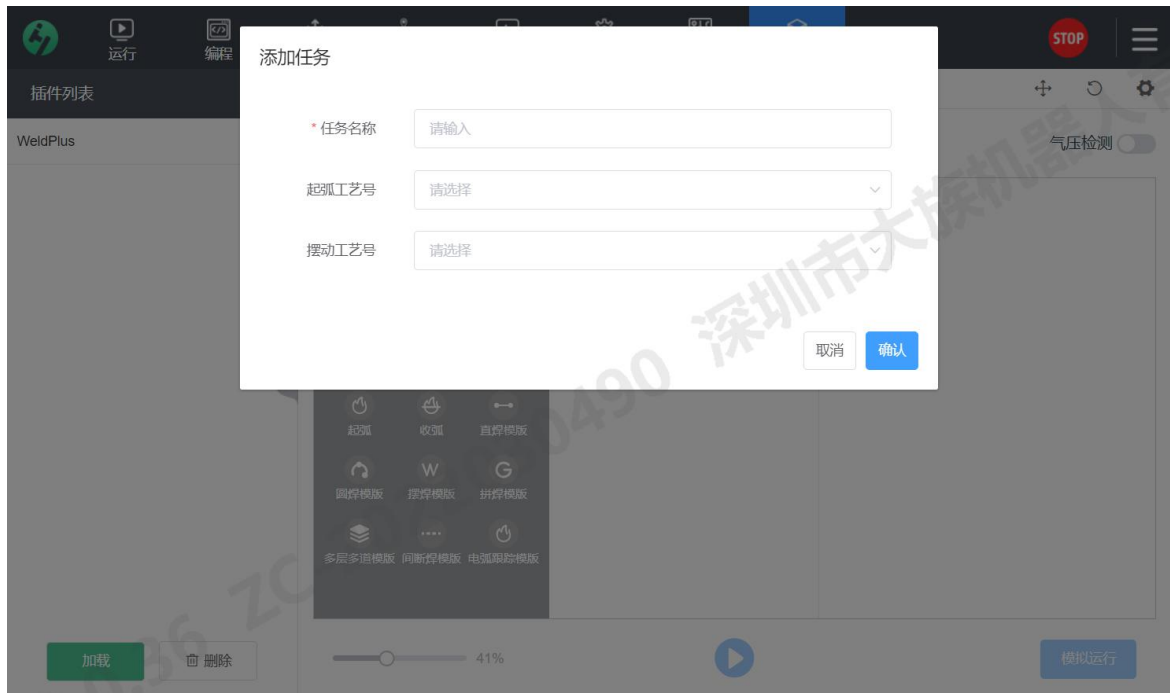 运行
编程
STOP
添加任务
插件列表
* 任务名称 请输入
WeldPlus
气压检测
起弧工艺号 请选择
摆动工艺号 请选择
取消 确认
起弧 收弧 直焊模版
W G
圆焊模版 摆焊模版 拼焊模版
多层多道模版 间断焊模版 电弧跟踪模版
加载 删除 41% 模拟运行
深圳市大族机器人有